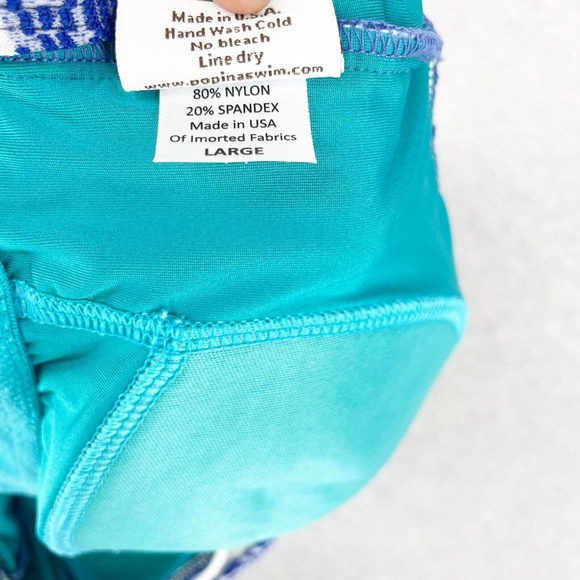 Made in U.S.A
Hand Wash Cold
No bleach
Line dry
www.popinaswim.com
80% NYLON
20% SPANDEX
Made in USA
Of Imorted Fabrics
LARGE